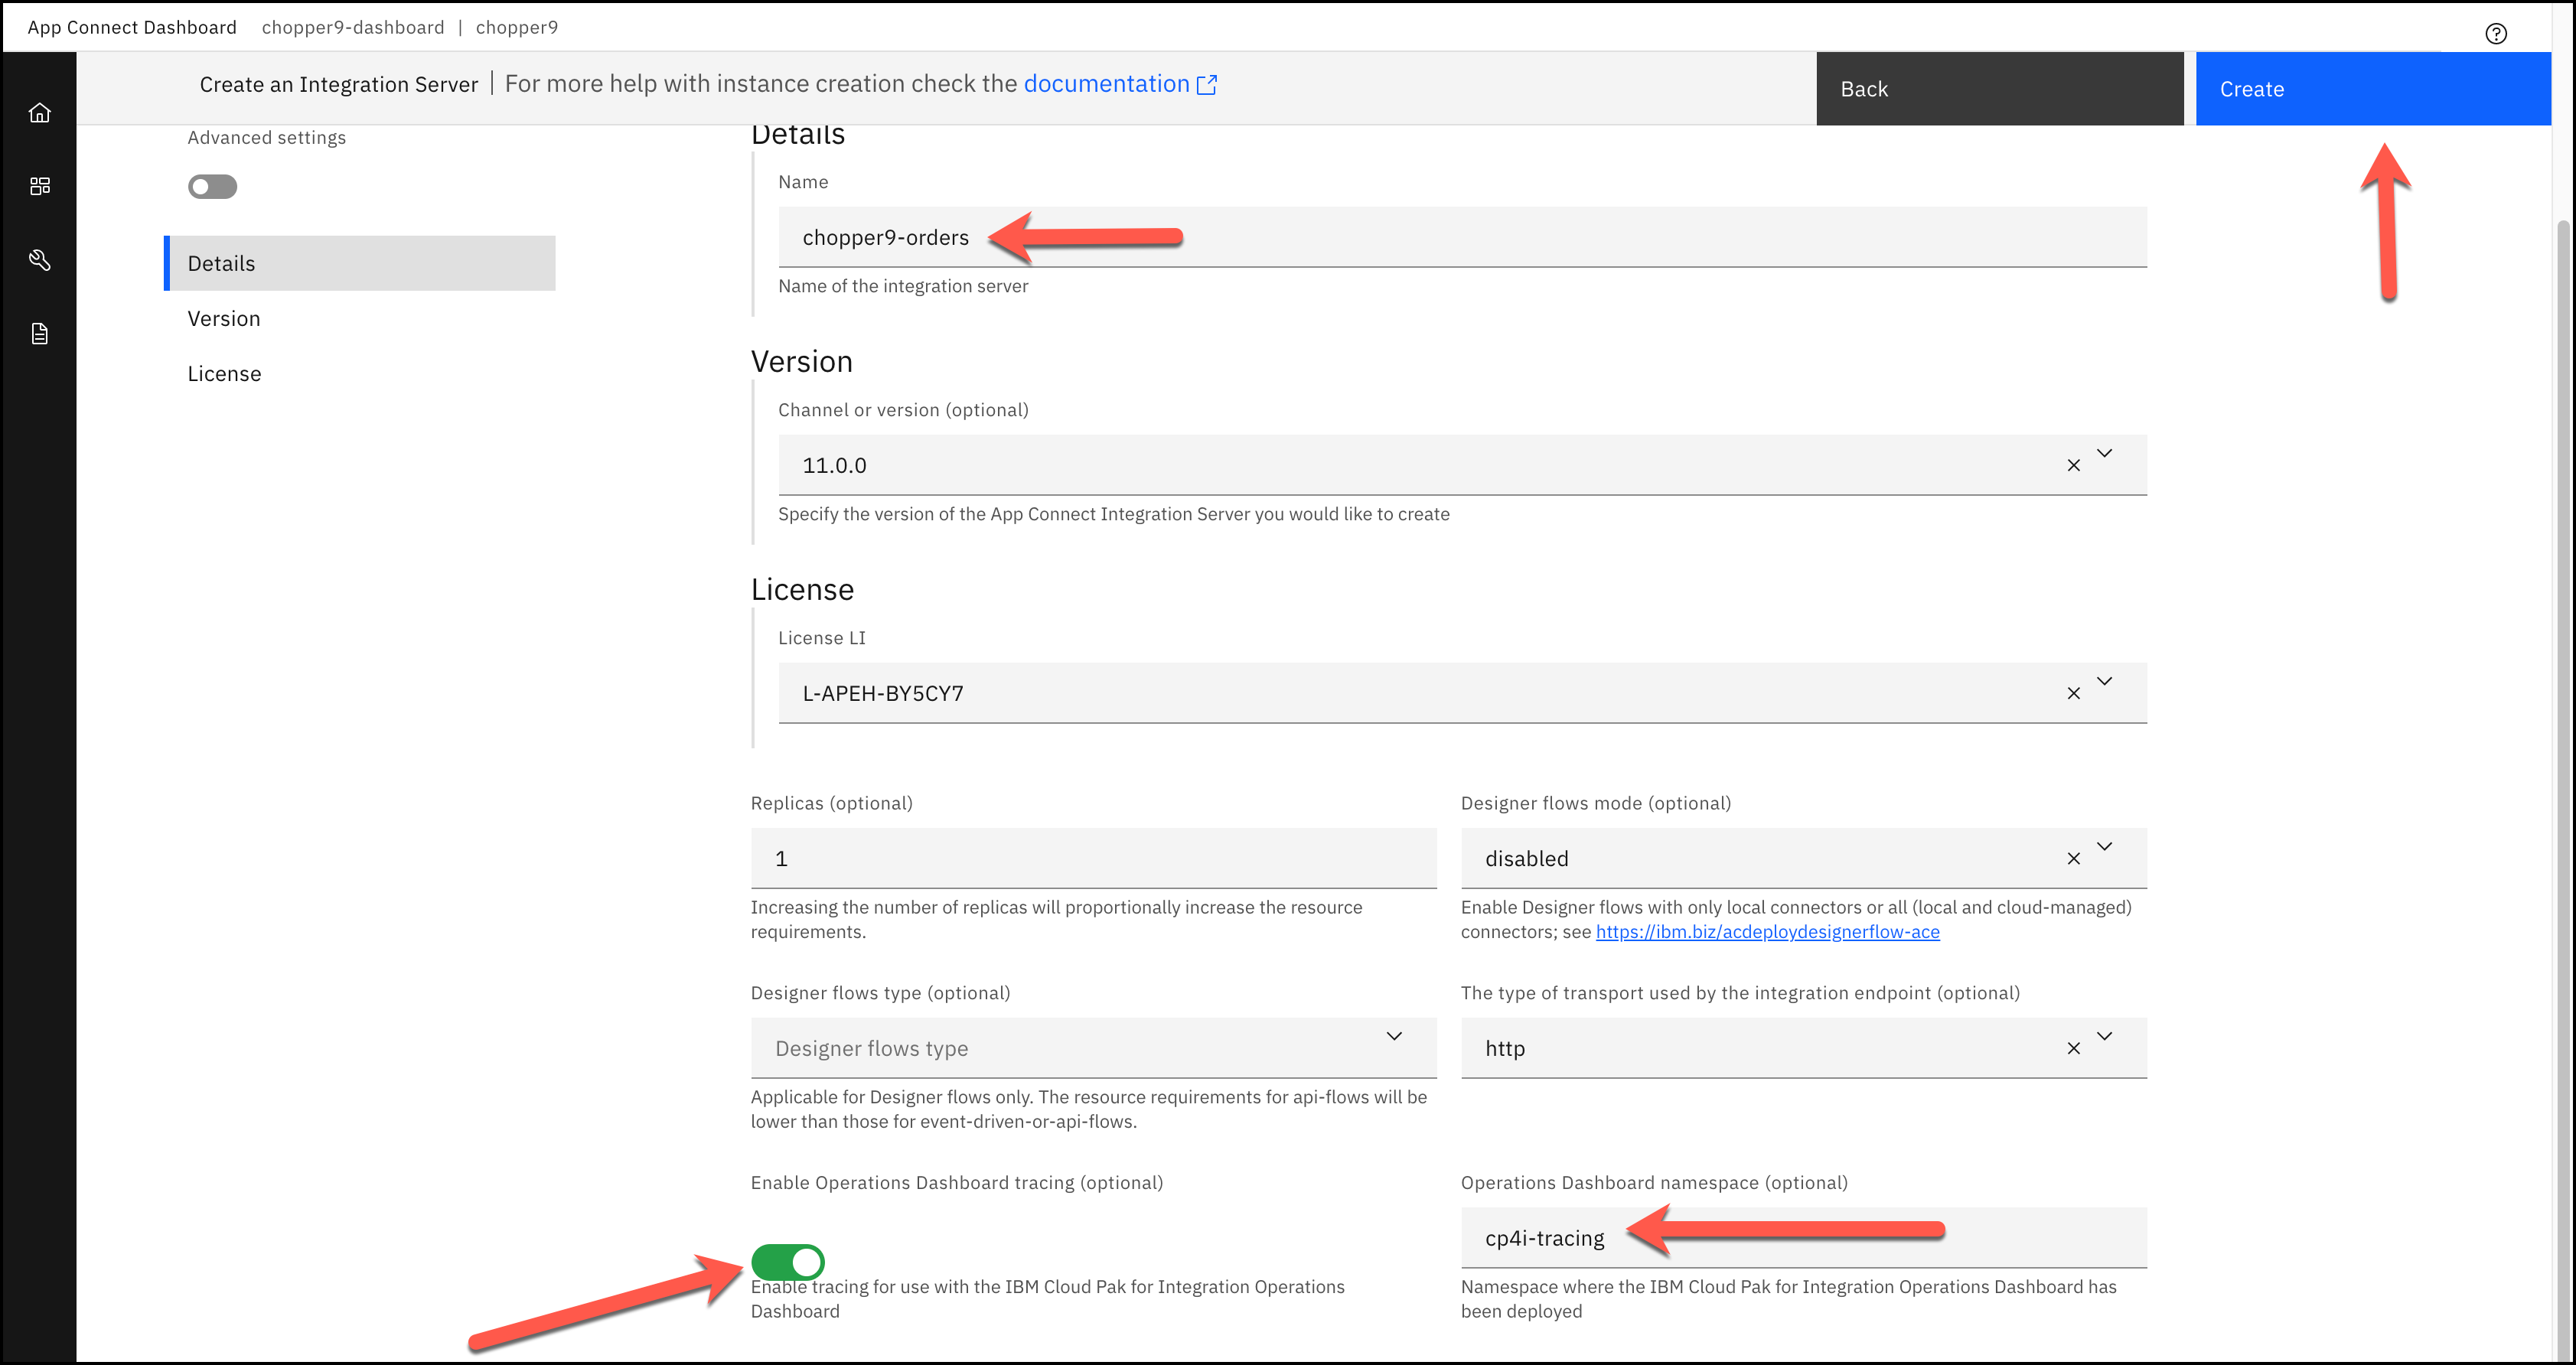 App Connect Dashboard chopper9-dashboard | chopper9
Create an Integration Server | For more help with instance creation check the documentation
Back
Create
Advanced settings
Details
Version
License
Details
Name
chopper9-orders
Name of the integration server
Version
Channel or version (optional)
11.0.0
Specify the version of the App Connect Integration Server you would like to create
License
License LI
L-APEH-BY5CY7
Replicas (optional)
1
Increasing the number of replicas will proportionally increase the resource
requirements.
Designer flows mode (optional)
disabled
Enable Designer flows with only local connectors or all (local and cloud-managed)
connectors; see https://ibm.biz/acdeploydesignerflow-ace
Designer flows type (optional)
Designer flows type
Applicable for Designer flows only. The resource requirements for api-flows will be
lower than those for event-driven-or-api-flows.
The type of transport used by the integration endpoint (optional)
http
Enable Operations Dashboard tracing (optional)
Enable tracing for use with the IBM Cloud Pak for Integration Operations
Dashboard
Operations Dashboard namespace (optional)
cp4i-tracing
Namespace where the IBM Cloud Pak for Integration Operations Dashboard has
been deployed